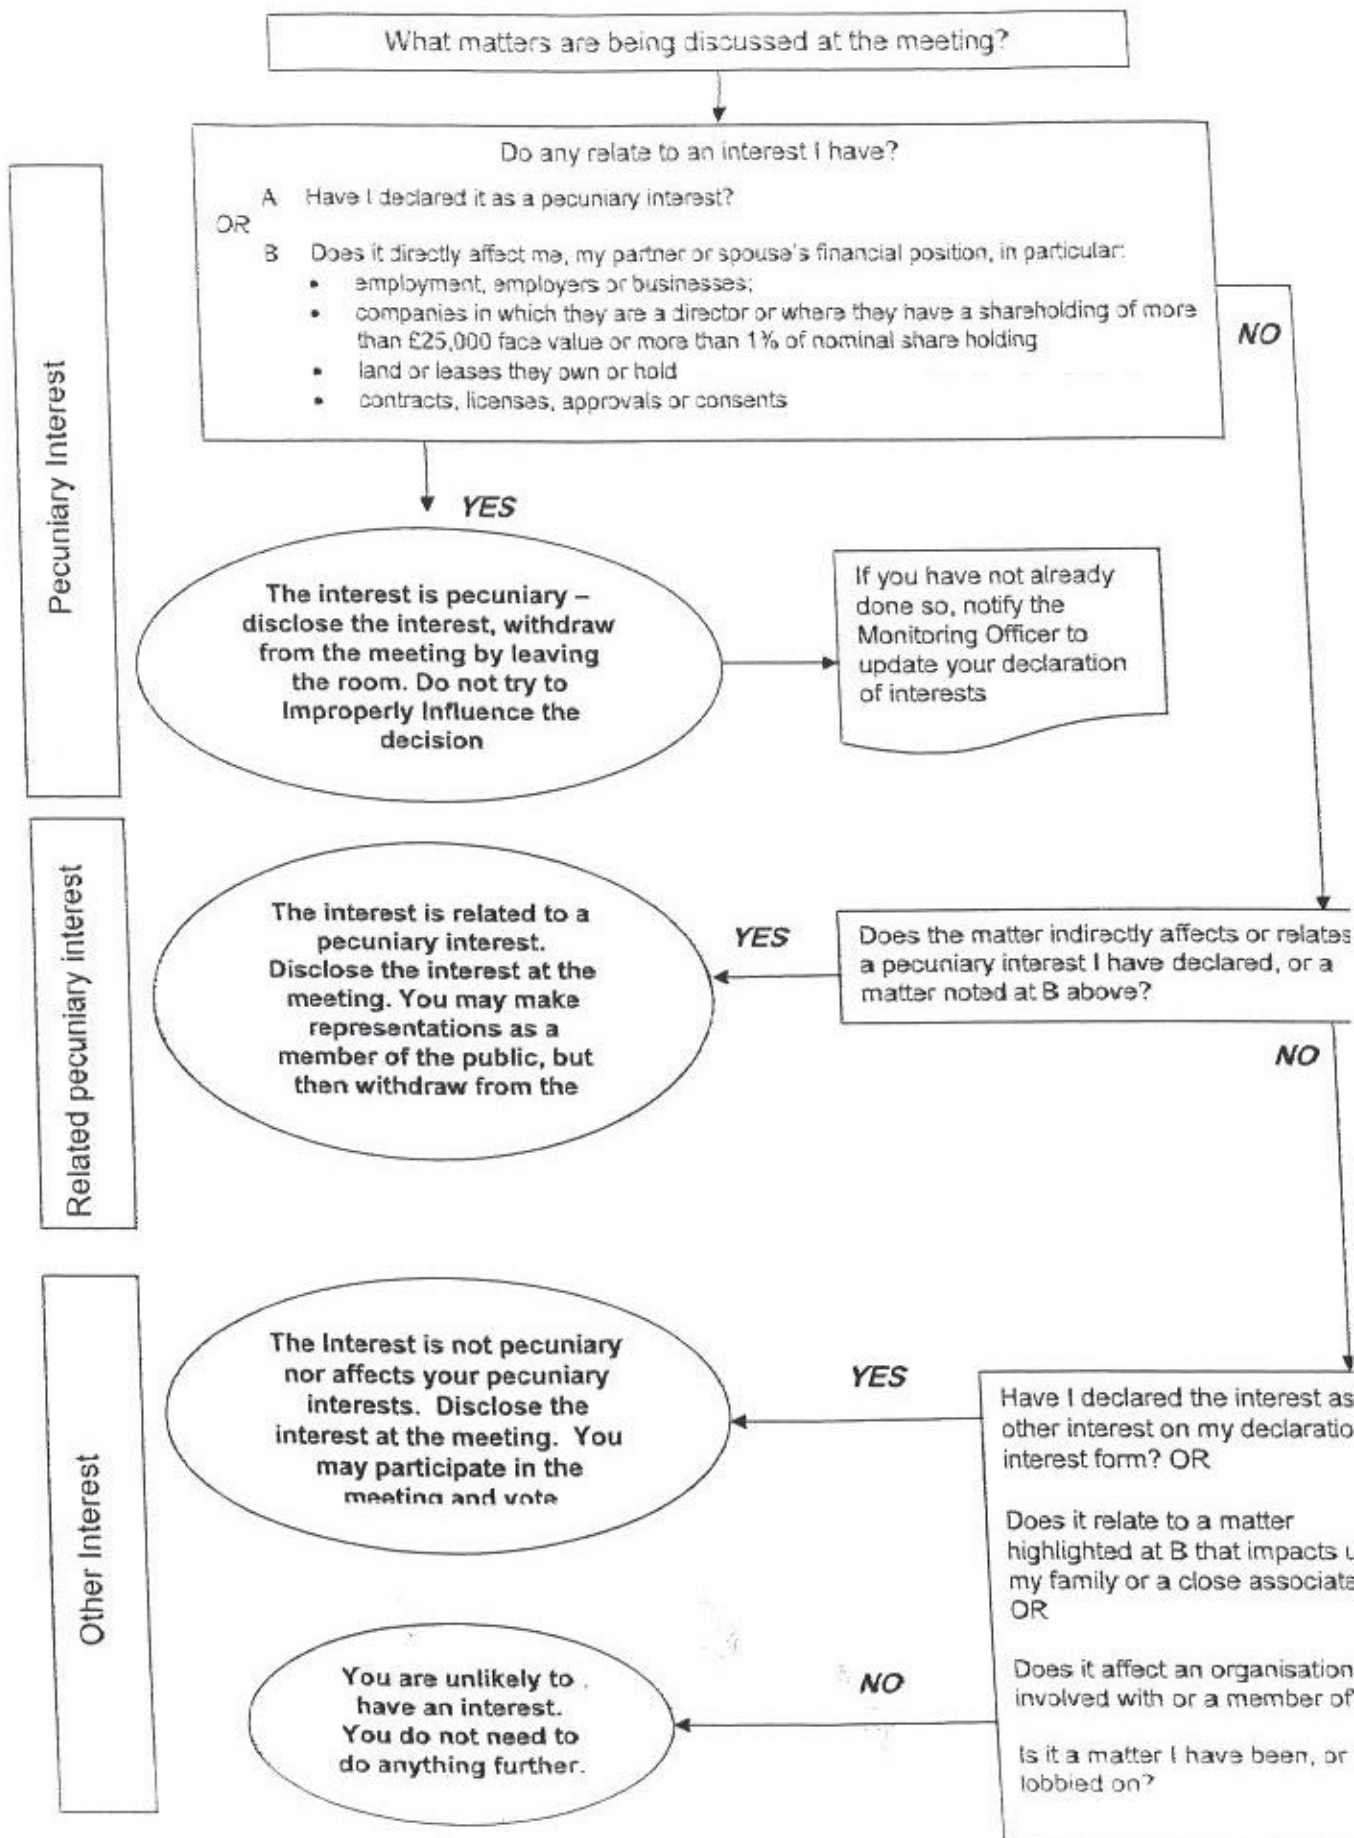 What matters are being discussed at the meeting?
Do any relate to an interest I have?
A Have I declared it as a pecuniary interest?
OR
B Does it directly affect me, my partner or spouse's financial position, in particular:
• employment, employers or businesses;
• companies in which they are a director or where they have a shareholding of more
than £25,000 face value or more than 1% of nominal share holding
• land or leases they own or hold
• contracts, licenses, approvals or consents
NO
Pecuniary Interest
YES
The interest is pecuniary –
disclose the interest, withdraw
from the meeting by leaving
the room. Do not try to
Improperly Influence the
decision
If you have not already
done so, notify the
Monitoring Officer to
update your declaration
of interests
Related pecuniary interest
The interest is related to a
pecuniary interest.
Disclose the interest at the
meeting. You may make
representations as a
member of the public, but
then withdraw from the
YES
Does the matter indirectly affects or relates
a pecuniary interest I have declared, or a
matter noted at B above?
NO
Other Interest
The Interest is not pecuniary
nor affects your pecuniary
interests. Disclose the
interest at the meeting. You
may participate in the
meeting and vote
YES
Have I declared the interest as
other interest on my declaratio
interest form? OR
Does it relate to a matter
highlighted at B that impacts u
my family or a close associate
OR
Does it affect an organisation
involved with or a member of
Is it a matter I have been, or
lobbied on?
NO
You are unlikely to
have an interest.
You do not need to
do anything further.